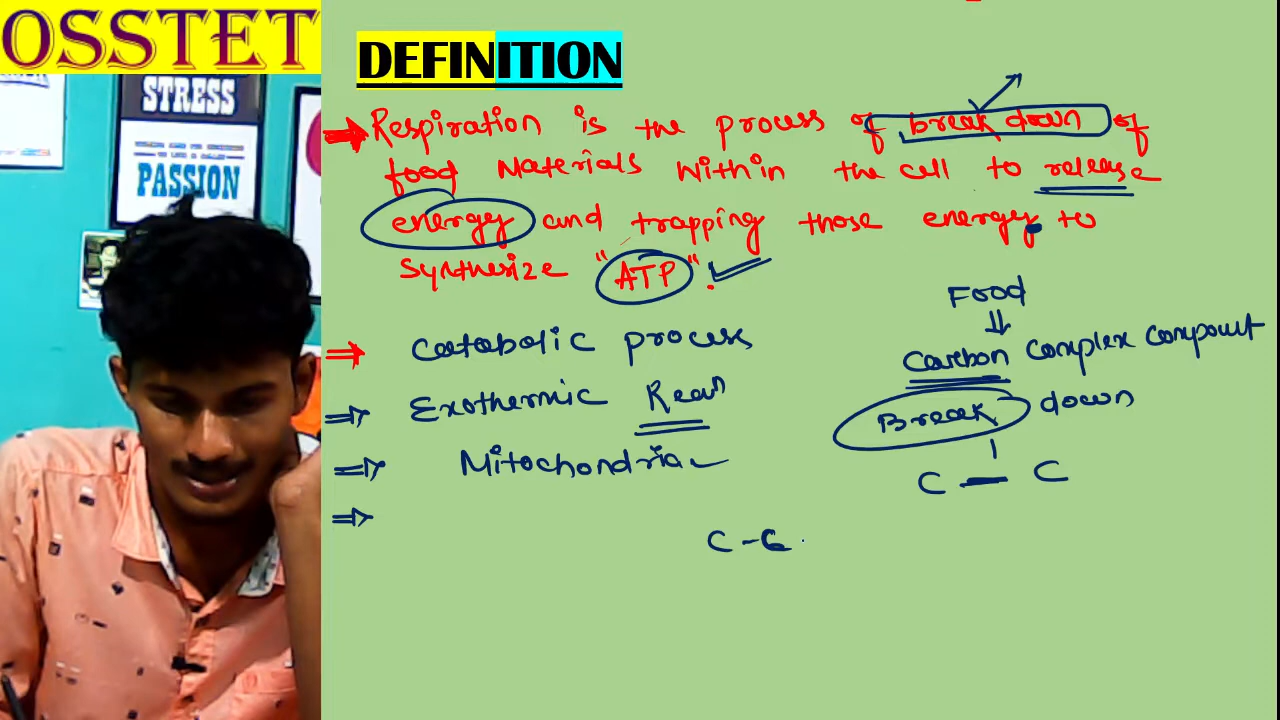 OSSTET
STRESS
PASSION
DEFINITION
⇒ Respiration is the process of break down of
food Materials within the cell to release
energy and trapping those energy to
synthesize "ATP".
⇒ Catabolic process
⇒ Exothermic Rean
⇒ Mitochondria
⇒
Food
⇓
Carbon Complex Compount
Break down
C – C
C – C